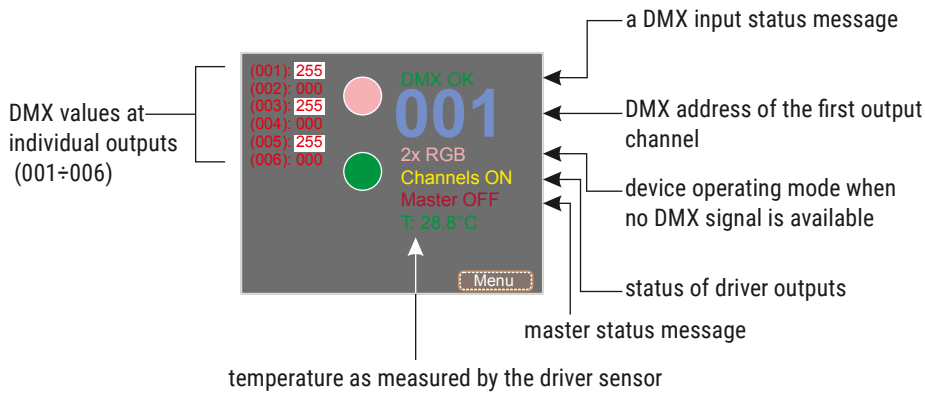 a DMX input status message
(001): 255
(002): 000
(003): 255
(004): 000
(005): 255
(006): 000
DMX values at
individual outputs
(001÷006)
DMX OK
001
2x RGB
Channels ON
Master OFF
T: 28.8°C
Menu
DMX address of the first output
channel
device operating mode when
no DMX signal is available
status of driver outputs
master status message
temperature as measured by the driver sensor